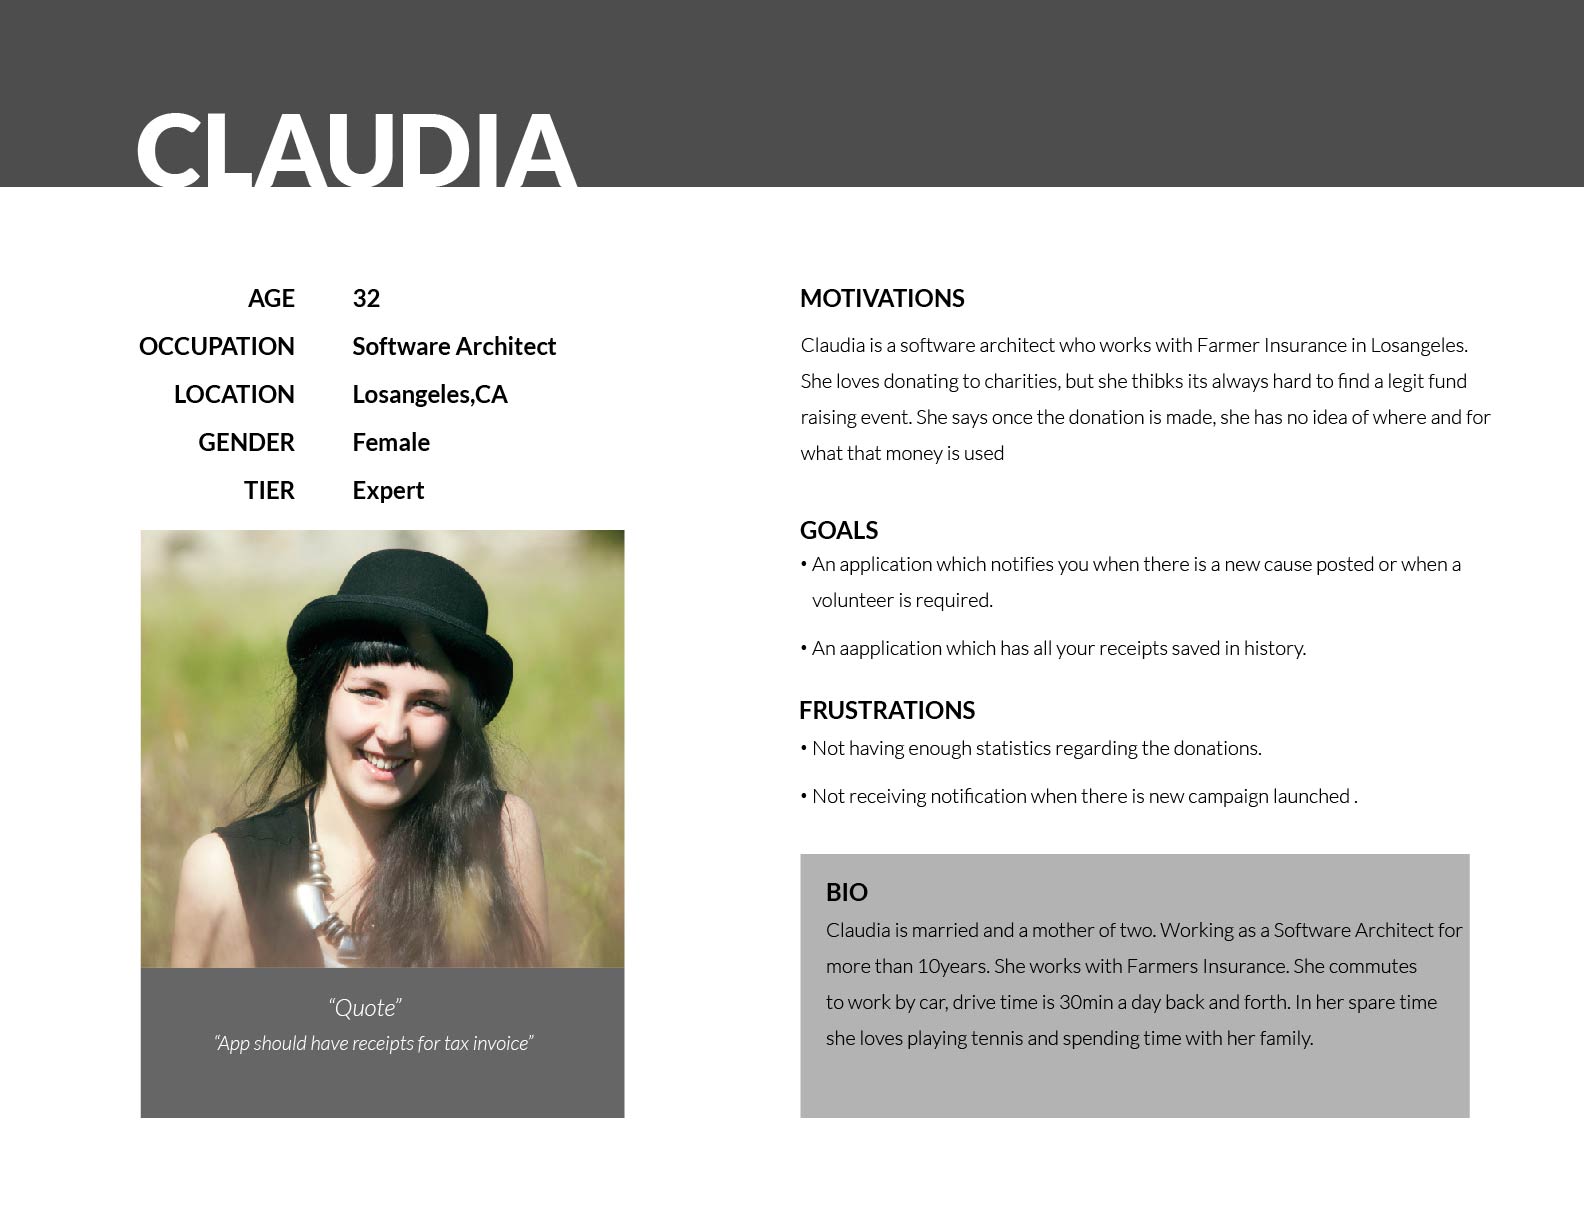 CLAUDIA
AGE 32
OCCUPATION Software Architect
LOCATION Losangeles,CA
GENDER Female
TIER Expert
“Quote”
“App should have receipts for tax invoice”
MOTIVATIONS
Claudia is a software architect who works with Farmer Insurance in Losangeles.
She loves donating to charities, but she thibks its always hard to find a legit fund
raising event. She says once the donation is made, she has no idea of where and for
what that money is used
GOALS
• An application which notifies you when there is a new cause posted or when a
volunteer is required.
• An aapplication which has all your receipts saved in history.
FRUSTRATIONS
• Not having enough statistics regarding the donations.
• Not receiving notification when there is new campaign launched .
BIO
Claudia is married and a mother of two. Working as a Software Architect for
more than 10years. She works with Farmers Insurance. She commutes
to work by car, drive time is 30min a day back and forth. In her spare time
she loves playing tennis and spending time with her family.